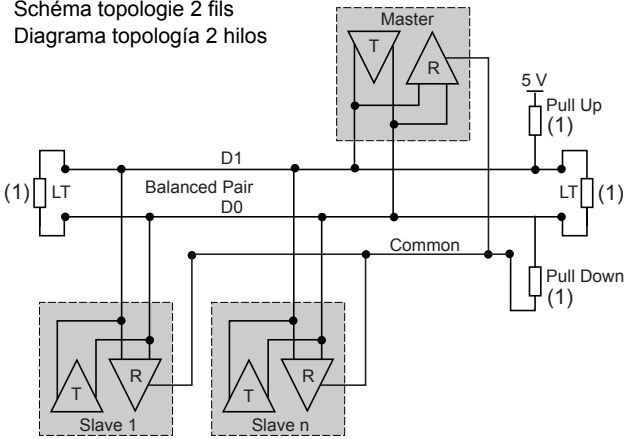 Schéma topologie 2 fils
Diagrama topología 2 hilos
Master
T
R
5 V
Pull Up
(1)
D1
(1)
LT
Balanced Pair
LT
(1)
D0
Common
Pull Down
(1)
T
R
Slave 1
T
R
Slave n